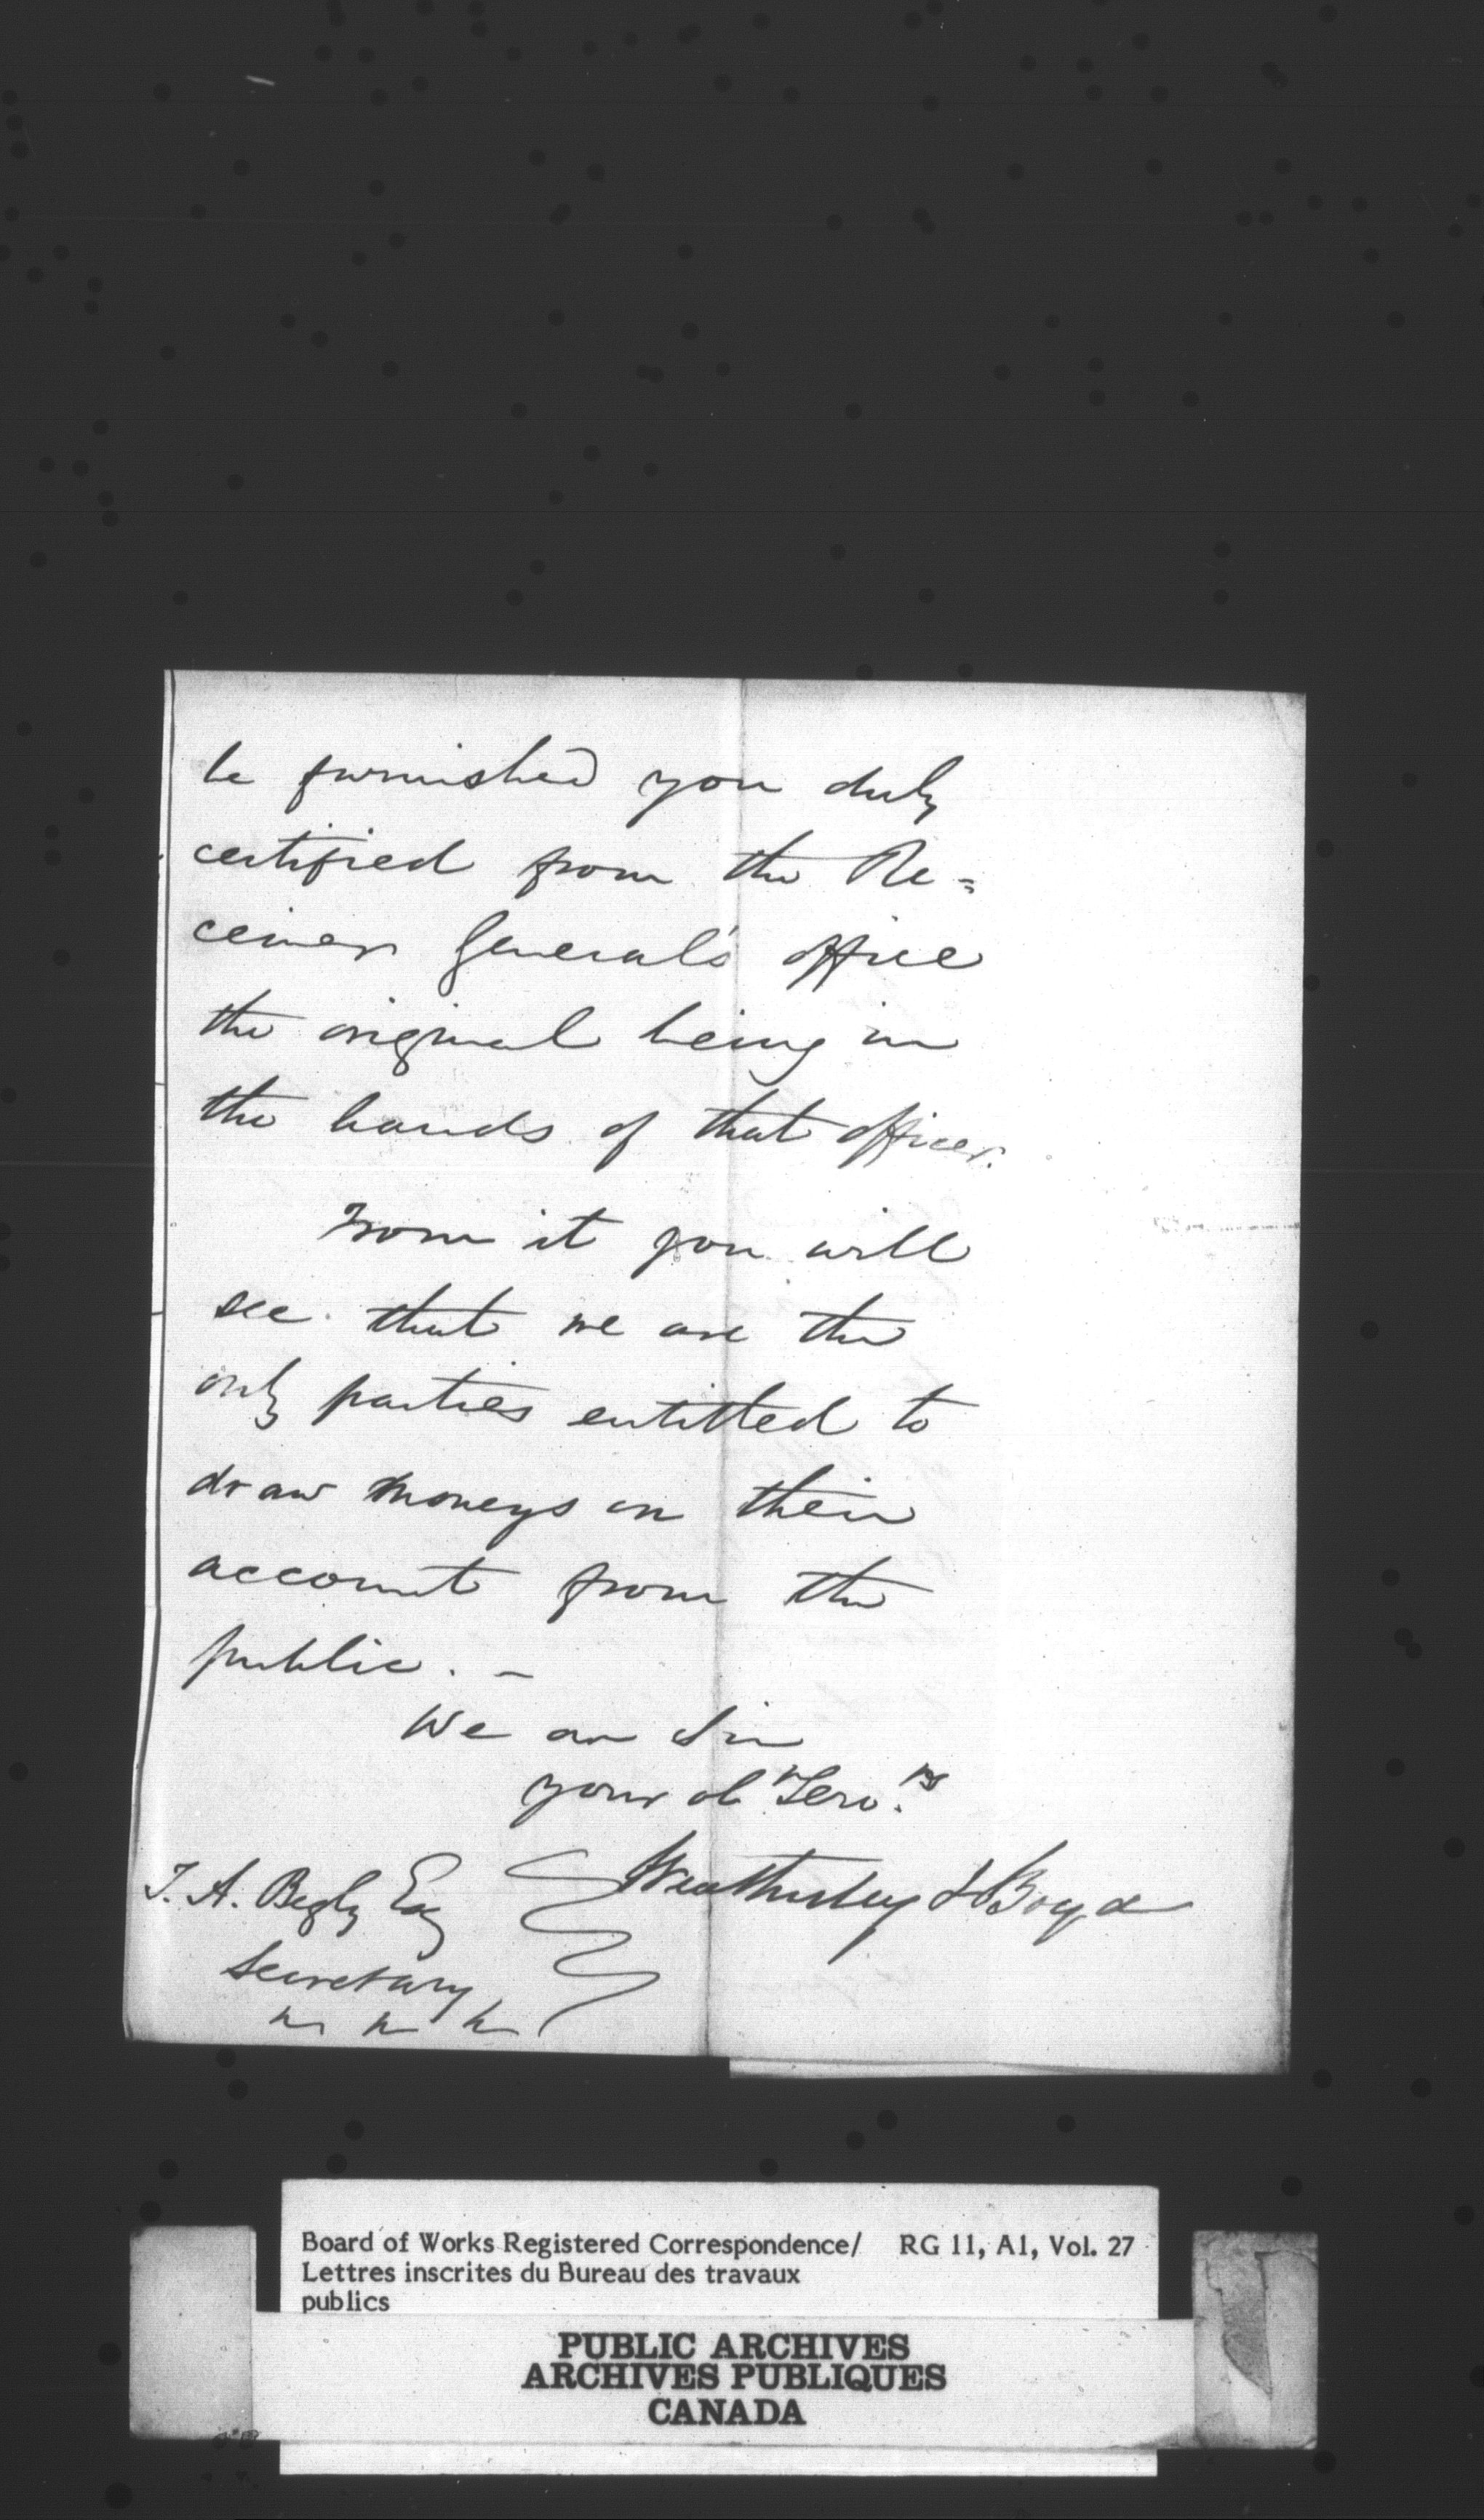 be furnished you duly
certified from the Re=
ceiver General's office
the original being in
the hands of that officer.
From it you will
see that we are the
only parties entitled to
draw moneys on their
account from the
public. -
We are Sir
your ob Serv.ts
Weatherley & Boyd
T. A. Begly Esq
Secretary
Board of Works Registered Correspondence/ RG 11, A1, Vol. 27
Lettres inscrites du Bureau des travaux
publics
PUBLIC ARCHIVES
ARCHIVES PUBLIQUES
CANADA